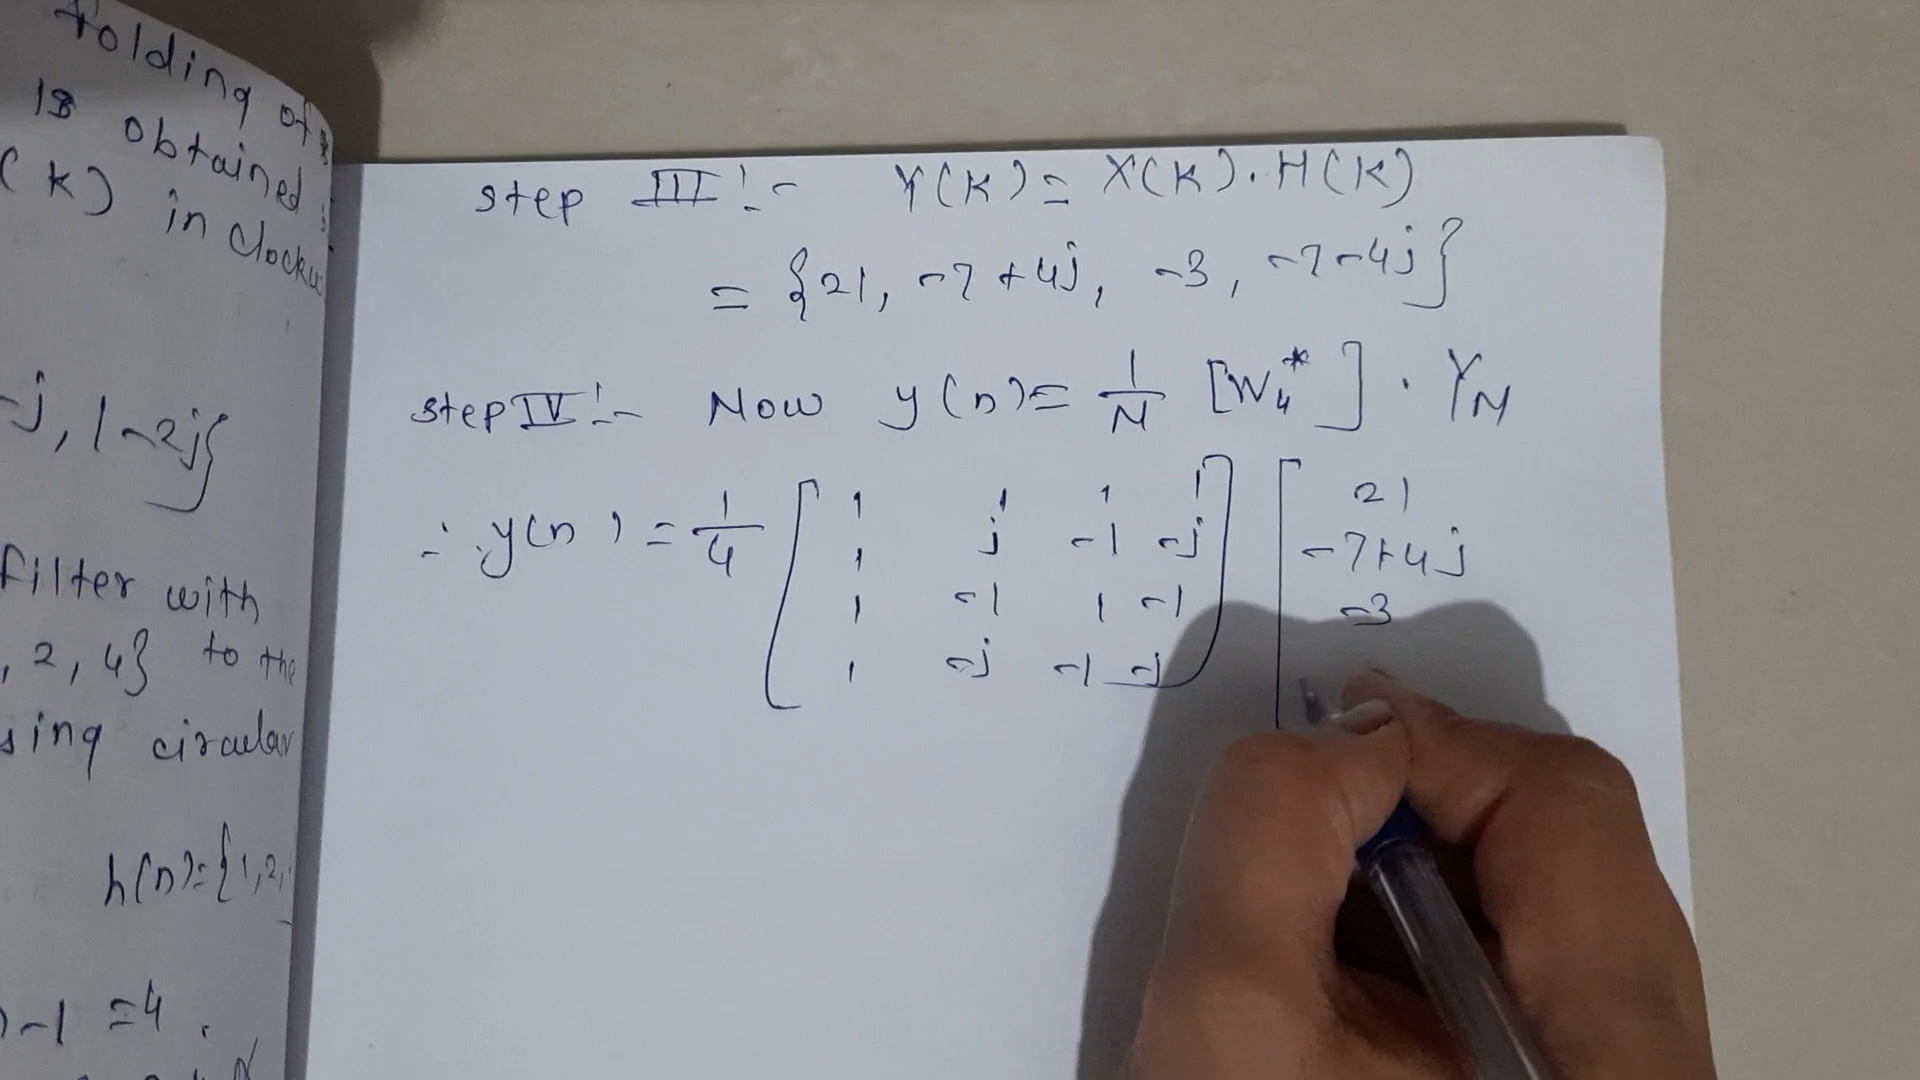 folding of
is obtained
(k) in clockw
-j, 1-2j}
filter with
, 2, 4} to the
sing circular
h(n)={1,2,
-1 =4.
step III :- Y(K) = X(K).H(K)
= {21, -7+4j, -3, -7-4j}
step IV :- Now y(n) = 1/N [W4*] . YN
∴ y(n) = 1/4 [ 1 1 1 1 ] [ 21
1 j -1 -j -7+4j
1 -1 1 -1 -3
1 -j -1 -j